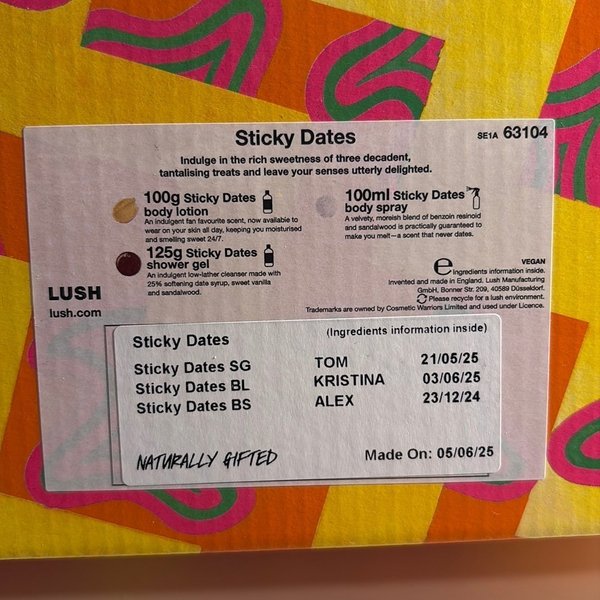 Sticky Dates
SE1A 63104
Indulge in the rich sweetness of three decadent,
tantalising treats and leave your senses utterly delighted.
100g Sticky Dates
body lotion
An indulgent fan favourite scent, now available to
wear on your skin all day, keeping you moisturised
and smelling sweet 24/7.
125g Sticky Dates
shower gel
An indulgent low-lather cleanser made with
25% softening date syrup, sweet vanilla
and sandalwood.
100ml Sticky Dates
body spray
A velvety, moreish blend of benzoin resinoid
and sandalwood is practically guaranteed to
make you melt—a scent that never dates.
VEGAN
e Ingredients information inside.
Invented and made in England. Lush Manufacturing
GmbH, Bonner Str. 209, 40589 Düsseldorf.
Please recycle for a lush environment.
Trademarks are owned by Cosmetic Warriors Limited and used under Licence.
LUSH
lush.com
Sticky Dates (Ingredients information inside)
Sticky Dates SG TOM 21/05/25
Sticky Dates BL KRISTINA 03/06/25
Sticky Dates BS ALEX 23/12/24
NATURALLY GIFTED Made On: 05/06/25